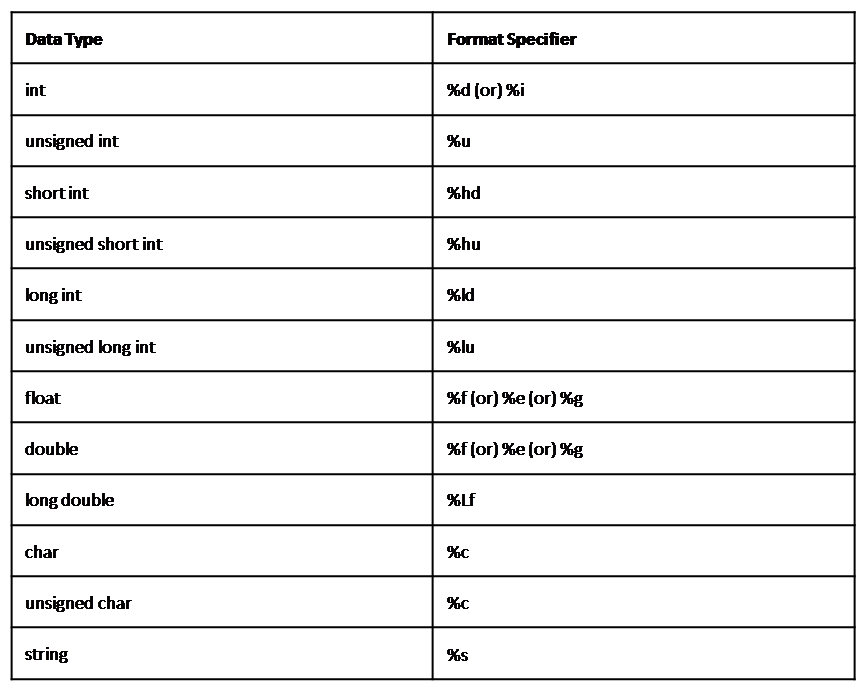 Data Type Format Specifier
int %d (or) %i
unsigned int %u
short int %hd
unsigned short int %hu
long int %ld
unsigned long int %lu
float %f (or) %e (or) %g
double %f (or) %e (or) %g
long double %Lf
char %c
unsigned char %c
string %s